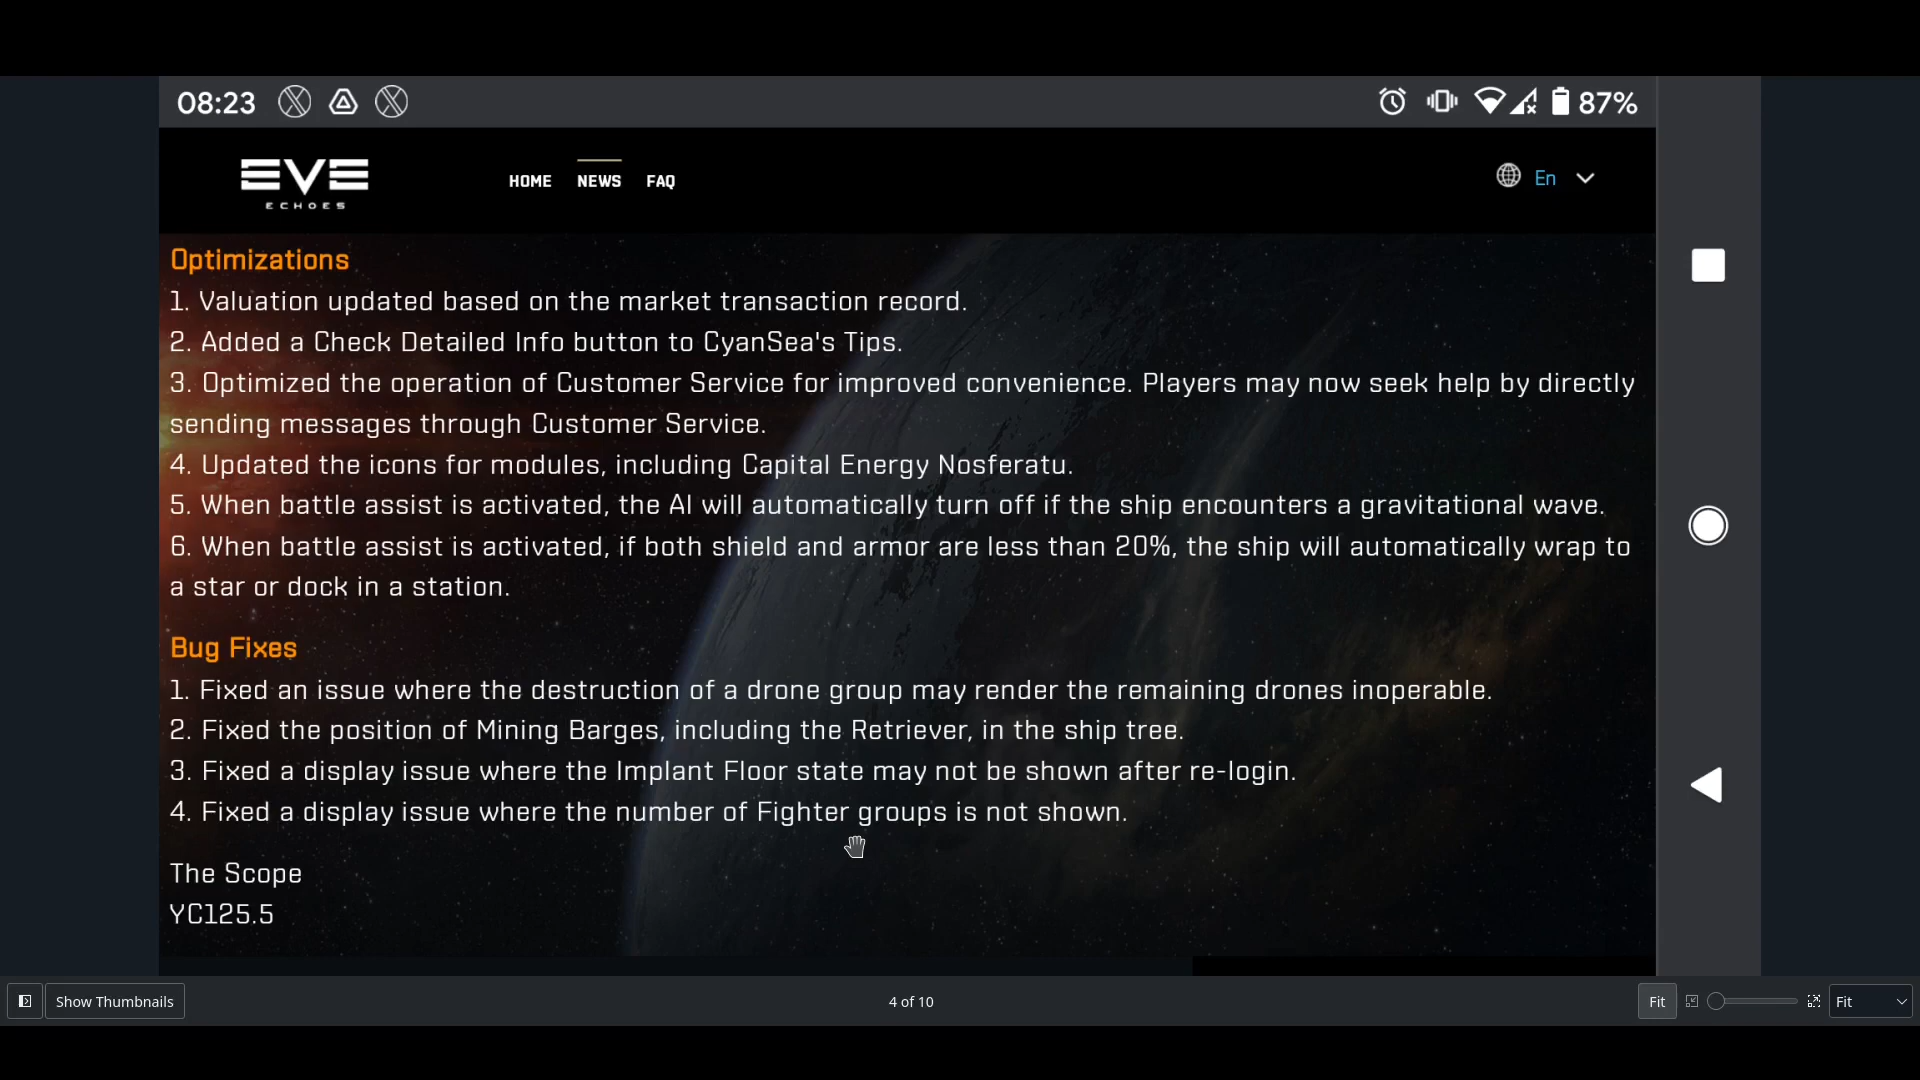 08:23
87%
EVE
ECHOES
HOME NEWS FAQ
En
Optimizations
1. Valuation updated based on the market transaction record.
2. Added a Check Detailed Info button to CyanSea's Tips.
3. Optimized the operation of Customer Service for improved convenience. Players may now seek help by directly
sending messages through Customer Service.
4. Updated the icons for modules, including Capital Energy Nosferatu.
5. When battle assist is activated, the AI will automatically turn off if the ship encounters a gravitational wave.
6. When battle assist is activated, if both shield and armor are less than 20%, the ship will automatically wrap to
a star or dock in a station.
Bug Fixes
1. Fixed an issue where the destruction of a drone group may render the remaining drones inoperable.
2. Fixed the position of Mining Barges, including the Retriever, in the ship tree.
3. Fixed a display issue where the Implant Floor state may not be shown after re-login.
4. Fixed a display issue where the number of Fighter groups is not shown.
The Scope
YC125.5
Show Thumbnails
4 of 10
Fit
Fit